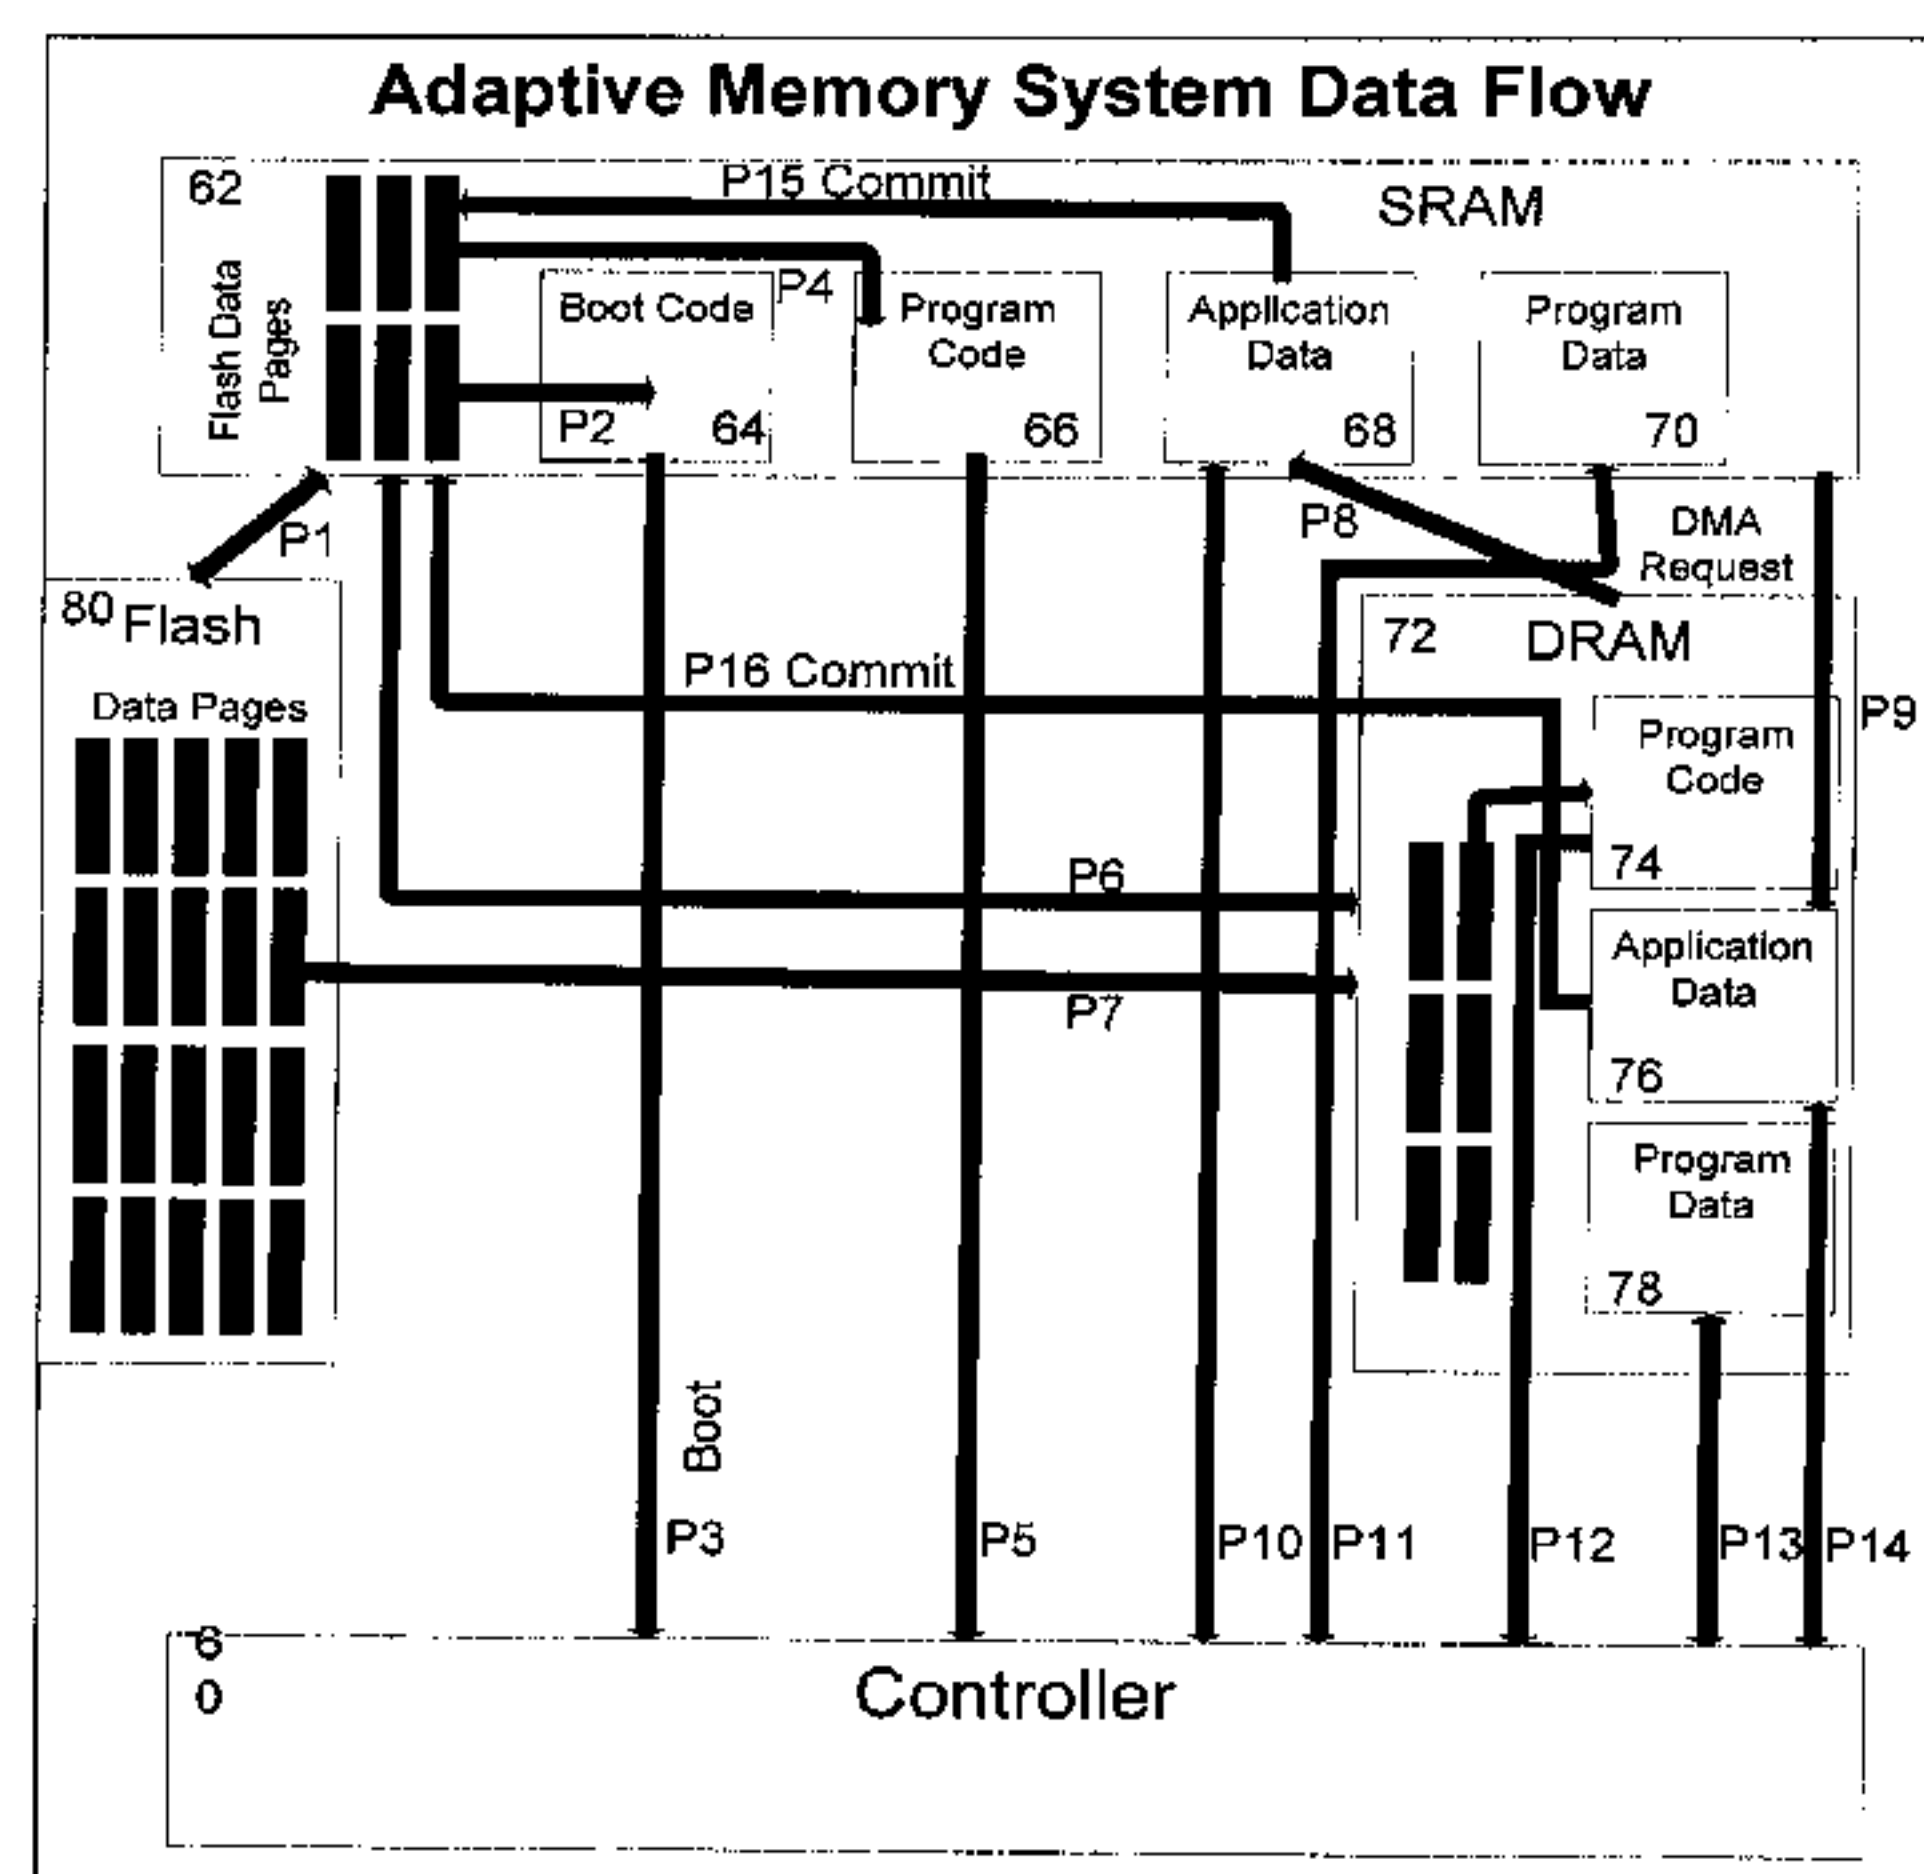 Adaptive Memory System Data Flow
62
P15 Commit
SRAM
Flash Data
Pages
P4
Boot Code
P2
64
Program
Code
66
Application
Data
68
Program
Data
70
P1
P8
DMA
Request
80
Flash
Data Pages
P16 Commit
72
DRAM
P9
Program
Code
74
P6
Application
Data
76
P7
Program
Data
78
Boot
P3
P5
P10
P11
P12
P13
P14
6
0
Controller